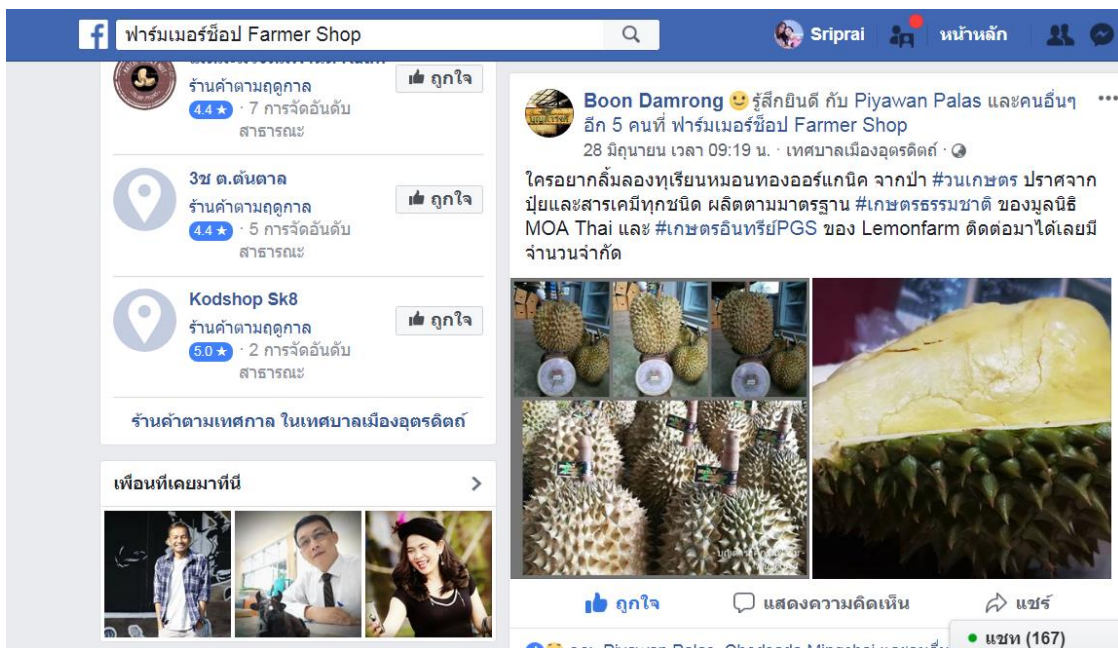 f
ฟาร์มเมอร์ช็อป Farmer Shop
Sriprai
หน้าหลัก
ร้านค้าตามฤดูกาล
4.4 ★ · 7 การจัดอันดับ
สาธารณะ
ถูกใจ
3ช ต.ต้นตาล
ร้านค้าตามฤดูกาล
4.4 ★ · 5 การจัดอันดับ
สาธารณะ
ถูกใจ
Kodshop Sk8
ร้านค้าตามฤดูกาล
5.0 ★ · 2 การจัดอันดับ
สาธารณะ
ถูกใจ
ร้านค้าตามเทศกาล ในเทศบาลเมืองอุตรดิตถ์
เพื่อนที่เคยมาที่นี่
Boon Damrong รู้สึกยินดี กับ Piyawan Palas และคนอื่นๆ
อีก 5 คนที่ ฟาร์มเมอร์ช็อป Farmer Shop
28 มิถุนายน เวลา 09:19 น. · เทศบาลเมืองอุตรดิตถ์ ·
ใครอยากลิ้มลองทุเรียนหมอนทองออร์แกนิค จากป่า #วนเกษตร ปราศจาก
ปุ๋ยและสารเคมีทุกชนิด ผลิตตามมาตรฐาน #เกษตรธรรมชาติ ของมูลนิธิ
MOA Thai และ #เกษตรอินทรีย์PGS ของ Lemonfarm ติดต่อมาได้เลยมี
จำนวนจำกัด
ถูกใจ
แสดงความคิดเห็น
แชร์
แชท (167)